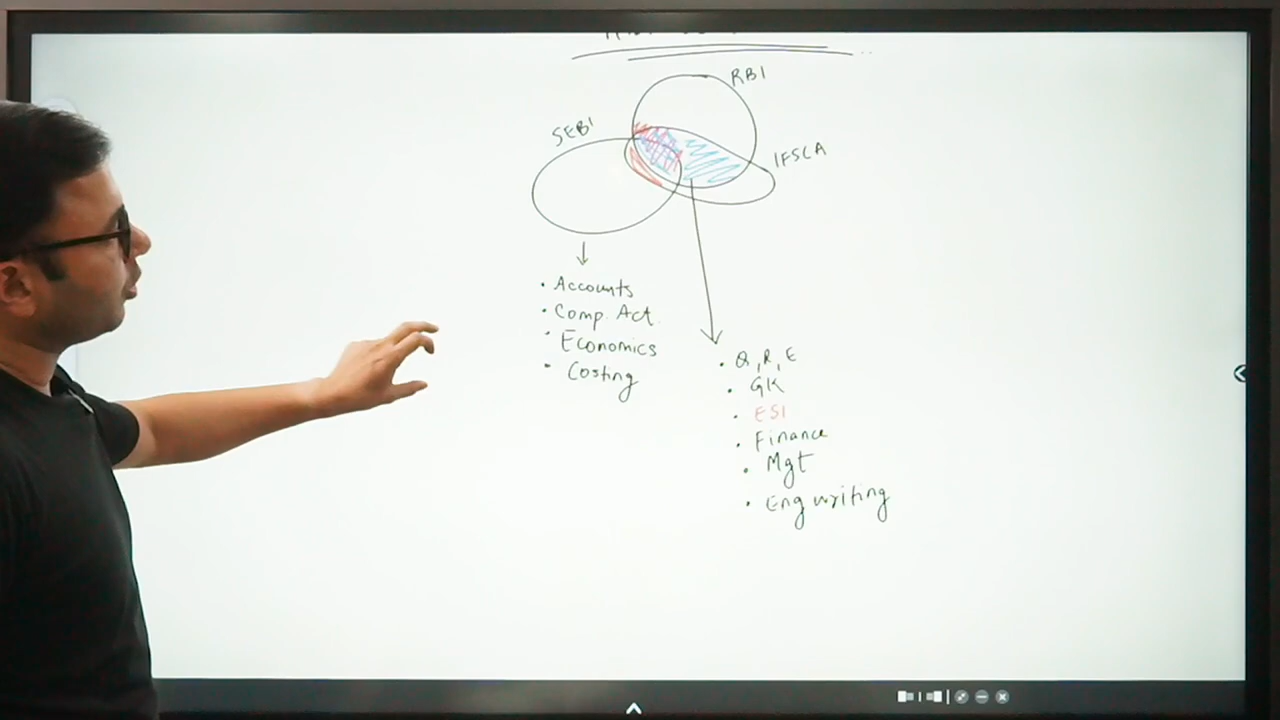 RBI
SEBI
IFSCA
• Accounts
• Comp. Act.
• Economics
• Costing
• Q, R, E
• GK
• ESI
• Finance
• Mgt
• Eng writing